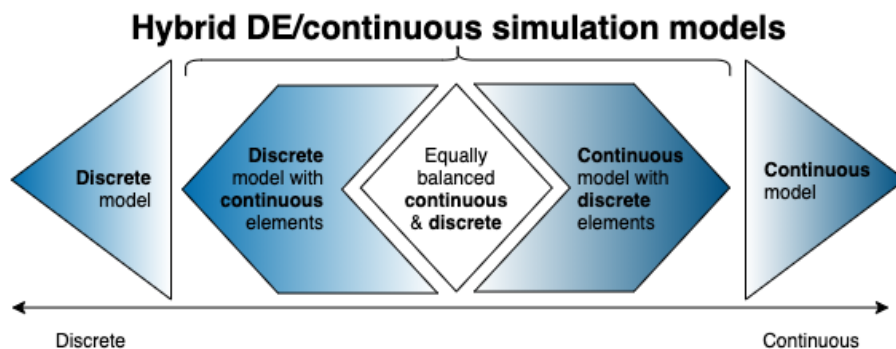 Hybrid DE/continuous simulation models
Discrete
model
Discrete
model with
continuous
elements
Equally
balanced
continuous
& discrete
Continuous
model with
discrete
elements
Continuous
model
Discrete
Continuous